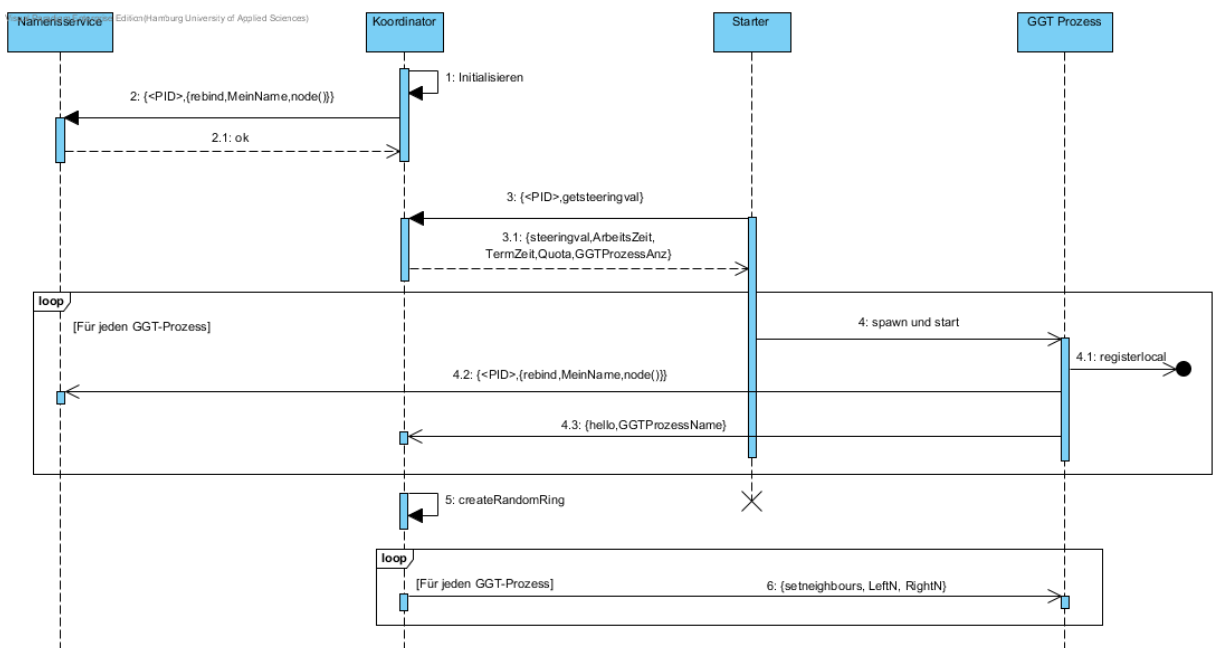 Edition(Hamburg University of Applied Sciences)
Namensservice
Koordinator
Starter
GGT Prozess
1: Initialisieren
2: {<PID>,{rebind,MeinName,node()}}
2.1: ok
3: {<PID>,getsteeringval}
3.1: {steeringval,ArbeitsZeit,
TermZeit,Quota,GGTProzessAnz}
loop
[Für jeden GGT-Prozess]
4: spawn und start
4.1: registerlocal
4.2: {<PID>,{rebind,MeinName,node()}}
4.3: {hello,GGTProzessName}
5: createRandomRing
loop
[Für jeden GGT-Prozess]
6: {setneighbours, LeftN, RightN}